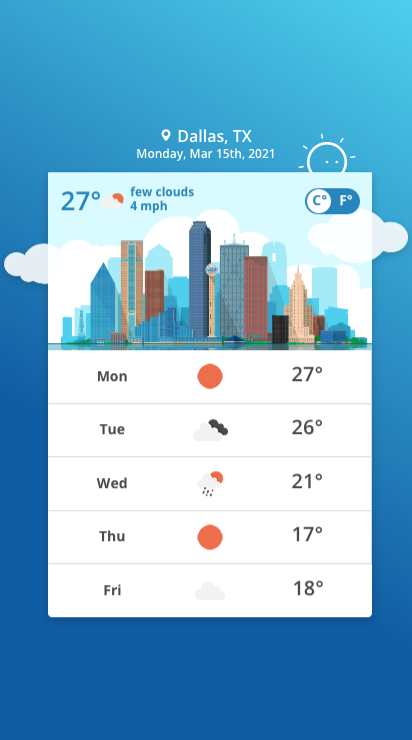 Dallas, TX
Monday, Mar 15th, 2021
27° few clouds C° F°
4 mph
Mon 27°
Tue 26°
Wed 21°
Thu 17°
Fri 18°